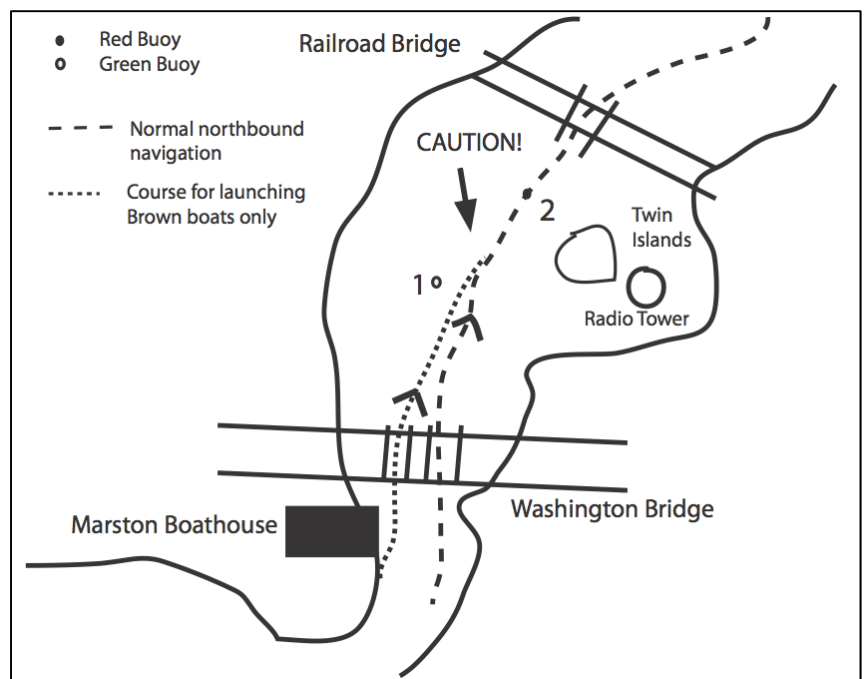 Red Buoy
Green Buoy
Railroad Bridge
Normal northbound
navigation
CAUTION!
Course for launching
Brown boats only
2
Twin
Islands
1
Radio Tower
Marston Boathouse
Washington Bridge